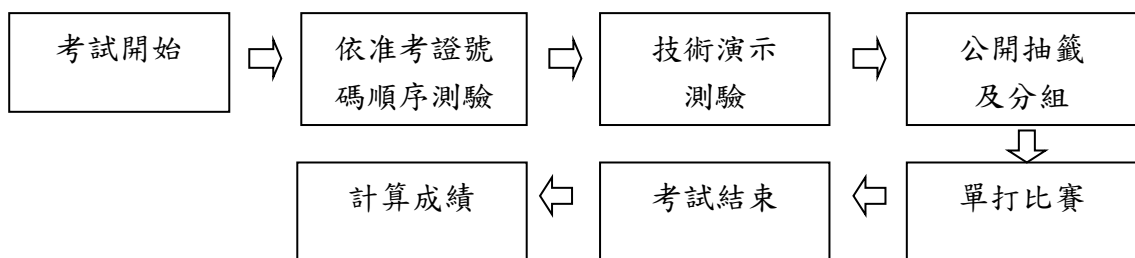 考試開始
依准考證號
碼順序測驗
技術演示
測驗
公開抽籤
及分組
單打比賽
考試結束
計算成績